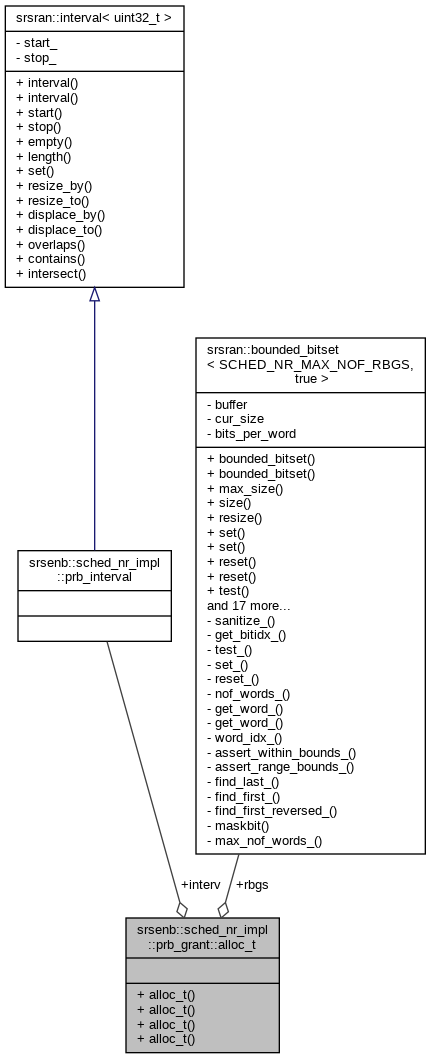 srsran::interval< uint32_t >
- start_
- stop_
+ interval()
+ interval()
+ start()
+ stop()
+ empty()
+ length()
+ set()
+ resize_by()
+ resize_to()
+ displace_by()
+ displace_to()
+ overlaps()
+ contains()
+ intersect()
srsran::bounded_bitset
< SCHED_NR_MAX_NOF_RBGS,
true >
- buffer
- cur_size
- bits_per_word
+ bounded_bitset()
+ bounded_bitset()
+ max_size()
+ size()
+ resize()
+ set()
+ set()
+ reset()
+ reset()
+ test()
and 17 more...
- sanitize_()
- get_bitidx_()
- test_()
- set_()
- reset_()
- nof_words_()
- get_word_()
- get_word_()
- word_idx_()
- assert_within_bounds_()
- assert_range_bounds_()
- find_last_()
- find_first_()
- find_first_reversed_()
- maskbit()
- max_nof_words_()
srsenb::sched_nr_impl
::prb_interval
+interv
+rbgs
srsenb::sched_nr_impl
::prb_grant::alloc_t
+ alloc_t()
+ alloc_t()
+ alloc_t()
+ alloc_t()